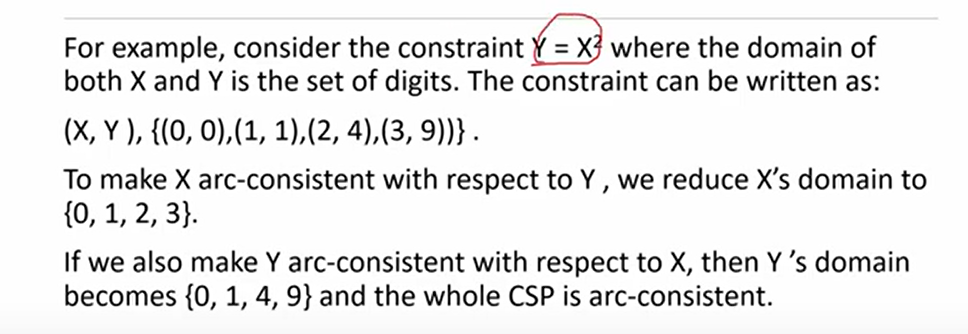 For example, consider the constraint Y = X² where the domain of
both X and Y is the set of digits. The constraint can be written as:
(X, Y ), {(0, 0),(1, 1),(2, 4),(3, 9))} .
To make X arc-consistent with respect to Y , we reduce X’s domain to
{0, 1, 2, 3}.
If we also make Y arc-consistent with respect to X, then Y ’s domain
becomes {0, 1, 4, 9} and the whole CSP is arc-consistent.